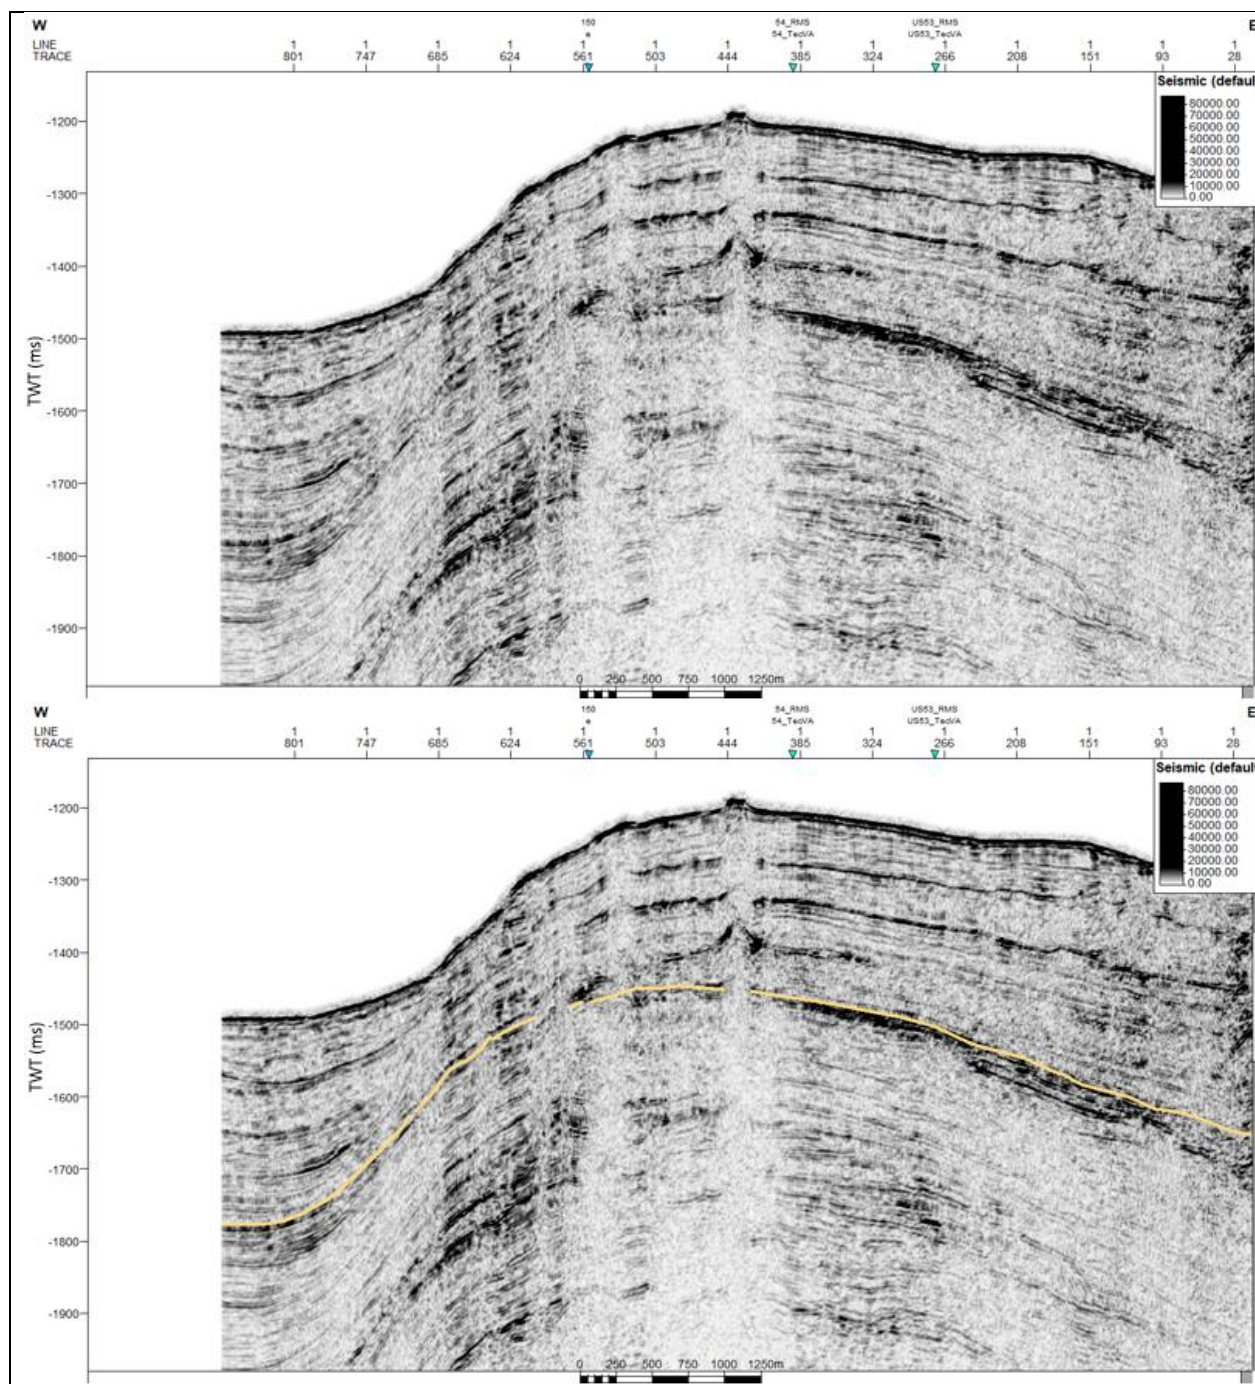 W 150 54_RMS US53_RMS E
e 54_TecVA US53_TecVA
LINE 1 1 1 1 1 1 1 1 1 1 1 1 1 1
TRACE 801 747 685 624 561 503 444 385 324 266 208 151 93 28
Seismic (default
80000.00
70000.00
60000.00
50000.00
40000.00
30000.00
20000.00
10000.00
0.00
-1200
-1300
-1400
-1500
-1600
-1700
-1800
-1900
TWT (ms)
0 250 500 750 1000 1250m
W 150 54_RMS US53_RMS E
e 54_TecVA US53_TecVA
LINE 1 1 1 1 1 1 1 1 1 1 1 1 1 1
TRACE 801 747 685 624 561 503 444 385 324 266 208 151 93 28
Seismic (default
80000.00
70000.00
60000.00
50000.00
40000.00
30000.00
20000.00
10000.00
0.00
-1200
-1300
-1400
-1500
-1600
-1700
-1800
-1900
TWT (ms)
0 250 500 750 1000 1250m